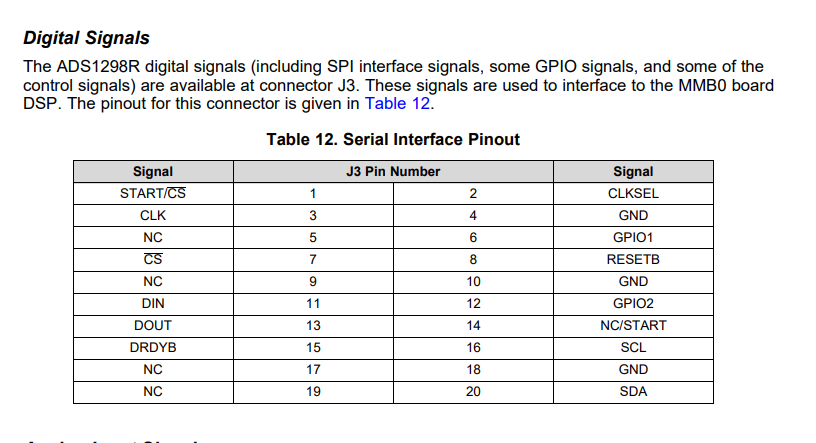 Digital Signals
The ADS1298R digital signals (including SPI interface signals, some GPIO signals, and some of the
control signals) are available at connector J3. These signals are used to interface to the MMB0 board
DSP. The pinout for this connector is given in Table 12.
Table 12. Serial Interface Pinout
Signal J3 Pin Number Signal
START/C̅S̅ 1 2 CLKSEL
CLK 3 4 GND
NC 5 6 GPIO1
C̅S̅ 7 8 RESETB
NC 9 10 GND
DIN 11 12 GPIO2
DOUT 13 14 NC/START
DRDYB 15 16 SCL
NC 17 18 GND
NC 19 20 SDA